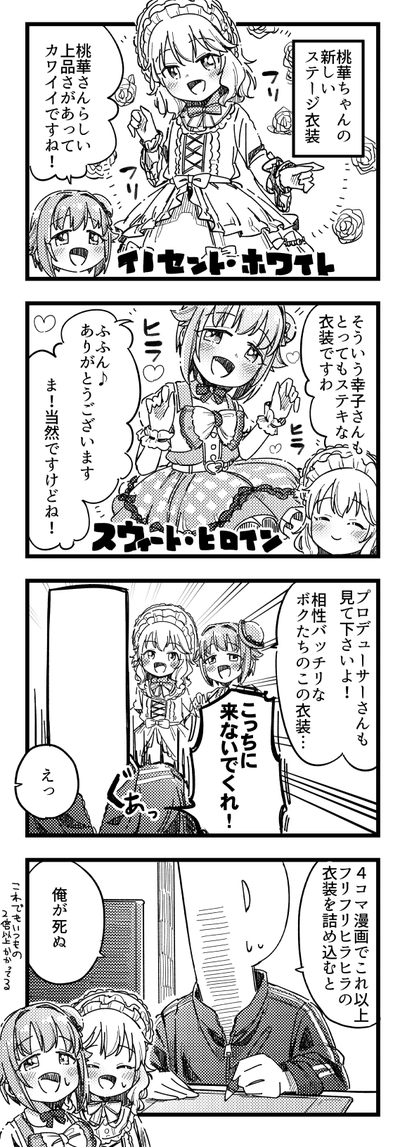 桃華ちゃんの
新しい
ステージ衣装
フリ
フリ
桃華さんらしい
上品さがあって
カワイイですね！
イノセント・ホワイト
そういう幸子さんも
とってもステキな
衣装ですわ
ヒラ
ヒラ
ふふん♪
ありがとうございます
ま！当然ですけどね！
スウィート・ヒロイン
プロデューサーさんも
見て下さいよ！
相性バッチリな
ボクたちのこの衣装…
こっちに
来ないでくれ！
ぐぁっ
えっ
４コマ漫画でこれ以上
フリフリヒラヒラの
衣装を詰め込むと
俺が死ぬ
これでもいつもの
2倍以上かかってる